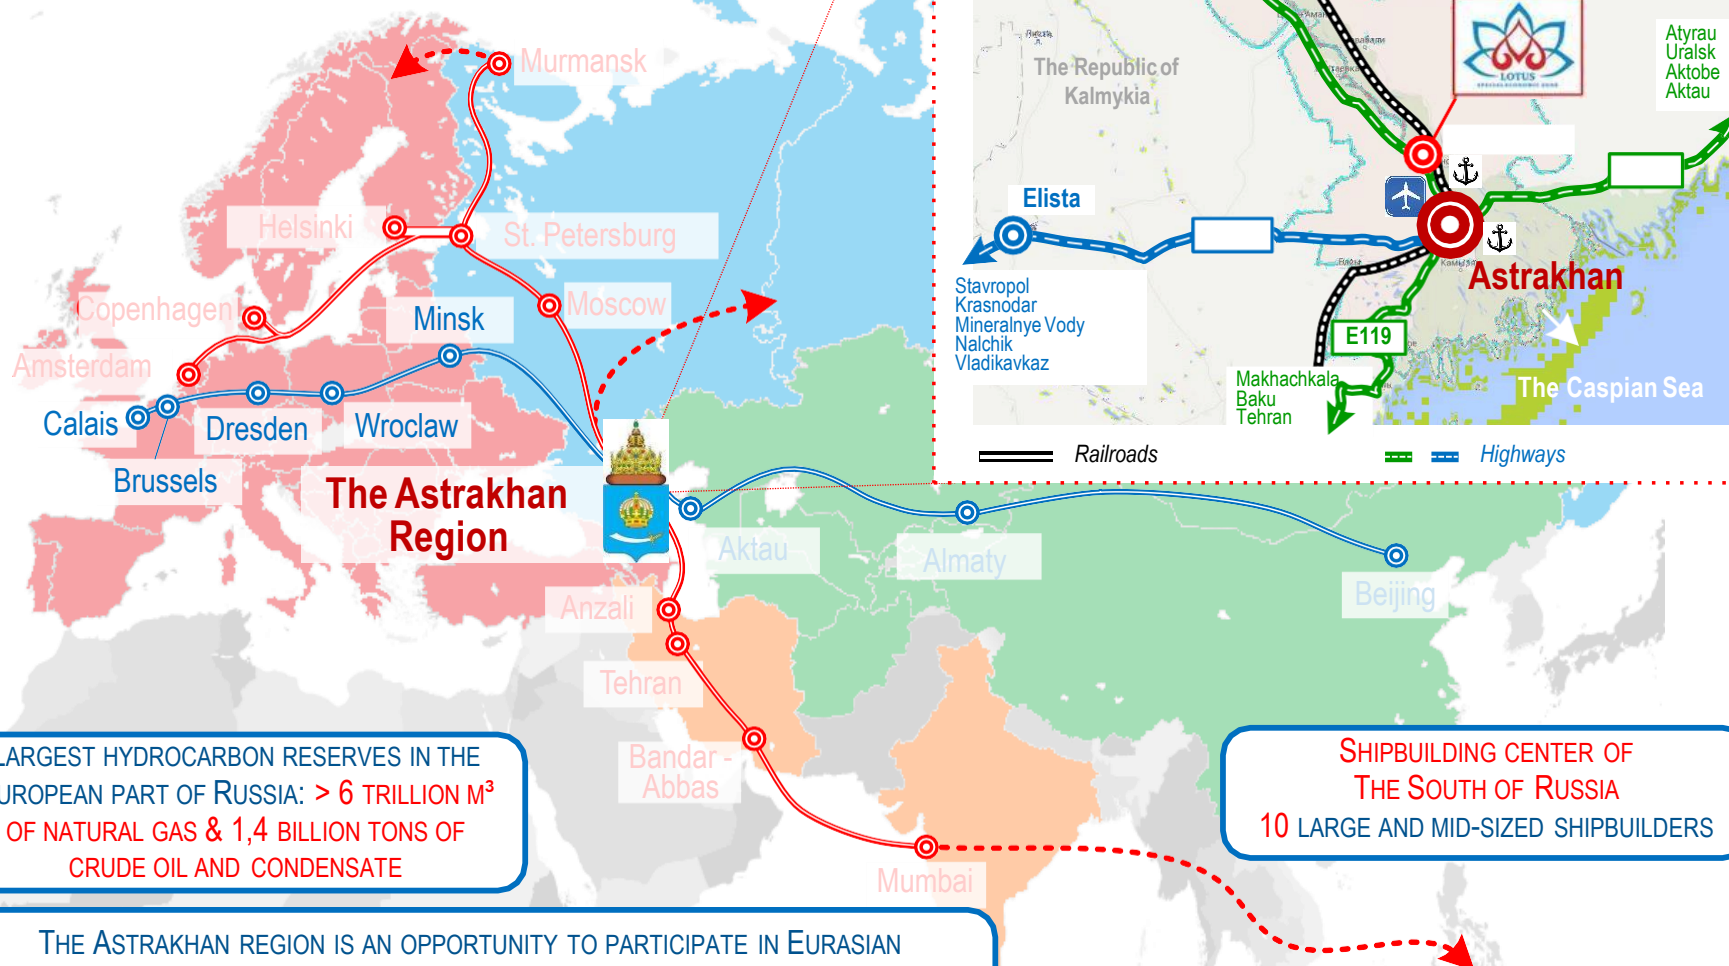 Murmansk
Helsinki
St. Petersburg
Copenhagen
Moscow
Minsk
Amsterdam
Calais
Dresden
Wroclaw
Brussels
The Astrakhan
Region
Aktau
Almaty
Beijing
Anzali
Tehran
Bandar -
Abbas
Mumbai
The Republic of
Kalmykia
LOTUS
SPECIAL ECONOMIC ZONE
Atyrau
Uralsk
Aktobe
Aktau
Elista
Stavropol
Krasnodar
Mineralnye Vody
Nalchik
Vladikavkaz
Astrakhan
E119
Makhachkala
Baku
Tehran
The Caspian Sea
Railroads
Highways
LARGEST HYDROCARBON RESERVES IN THE
EUROPEAN PART OF RUSSIA: > 6 TRILLION M³
OF NATURAL GAS & 1,4 BILLION TONS OF
CRUDE OIL AND CONDENSATE
SHIPBUILDING CENTER OF
THE SOUTH OF RUSSIA
10 LARGE AND MID-SIZED SHIPBUILDERS
THE ASTRAKHAN REGION IS AN OPPORTUNITY TO PARTICIPATE IN EURASIAN